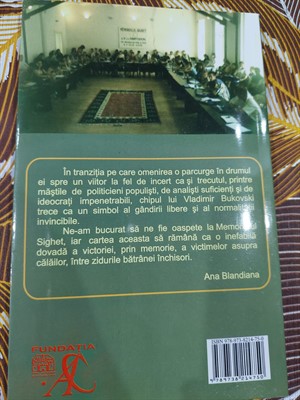 În tranziția pe care omenirea o parcurge în drumul
ei spre un viitor la fel de incert ca și trecutul, printre
măștile de politicieni populiști, de analiști suficienți și de
ideocrați impenetrabili, chipul lui Vladimir Bukovski
trece ca un simbol al gândirii libere și al normalității
invincibile.
Ne-am bucurat să ne fie oaspete la Memorialul
Sighet, iar cartea aceasta să rămână ca o inefabilă
dovadă a victoriei, prin memorie, a victimelor asupra
călăilor, între zidurile bătrânei închisori.
Ana Blandiana
FUNDAȚIA